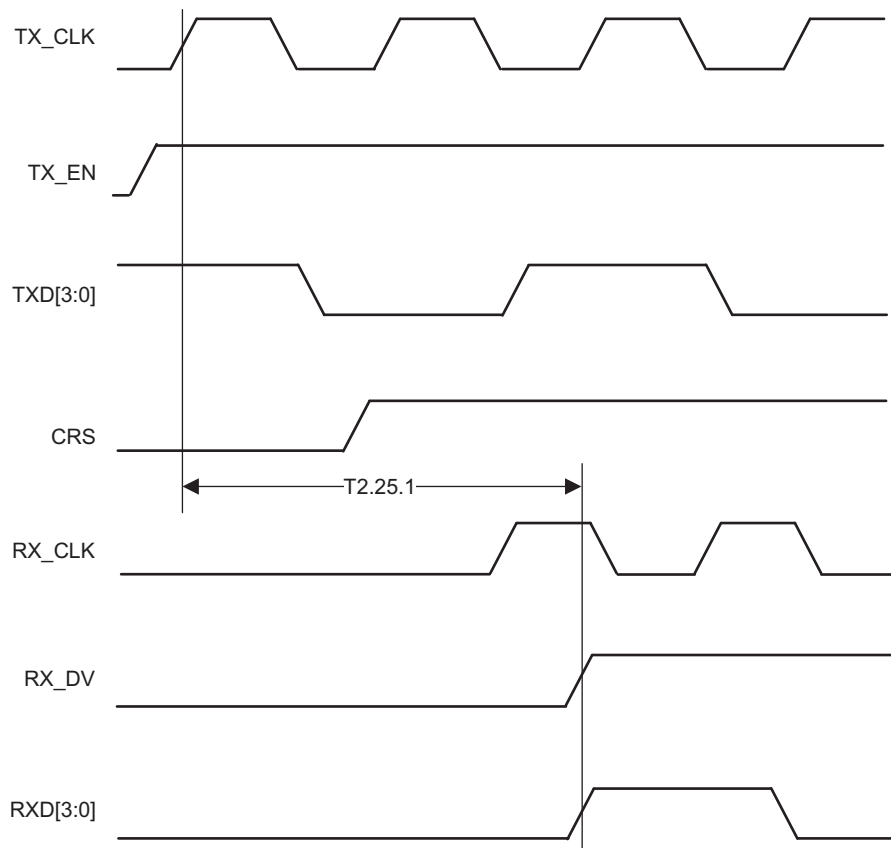 TX_CLK
TX_EN
TXD[3:0]
CRS
T2.25.1
RX_CLK
RX_DV
RXD[3:0]